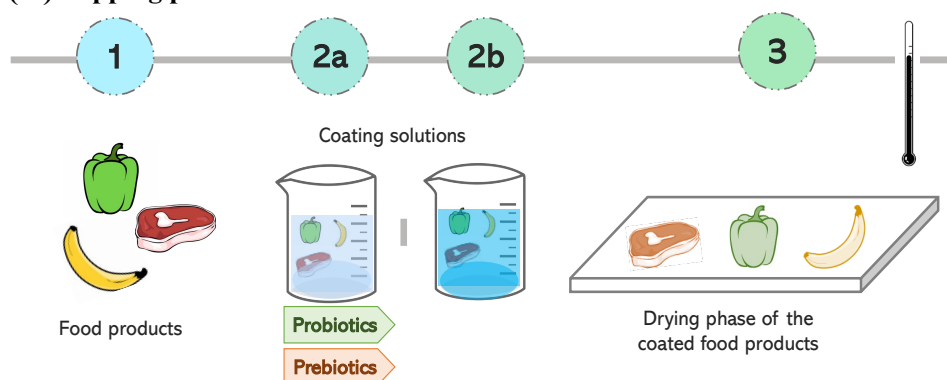 1
2a
2b
3
Coating solutions
Food products
Probiotics
Prebiotics
Drying phase of the
coated food products